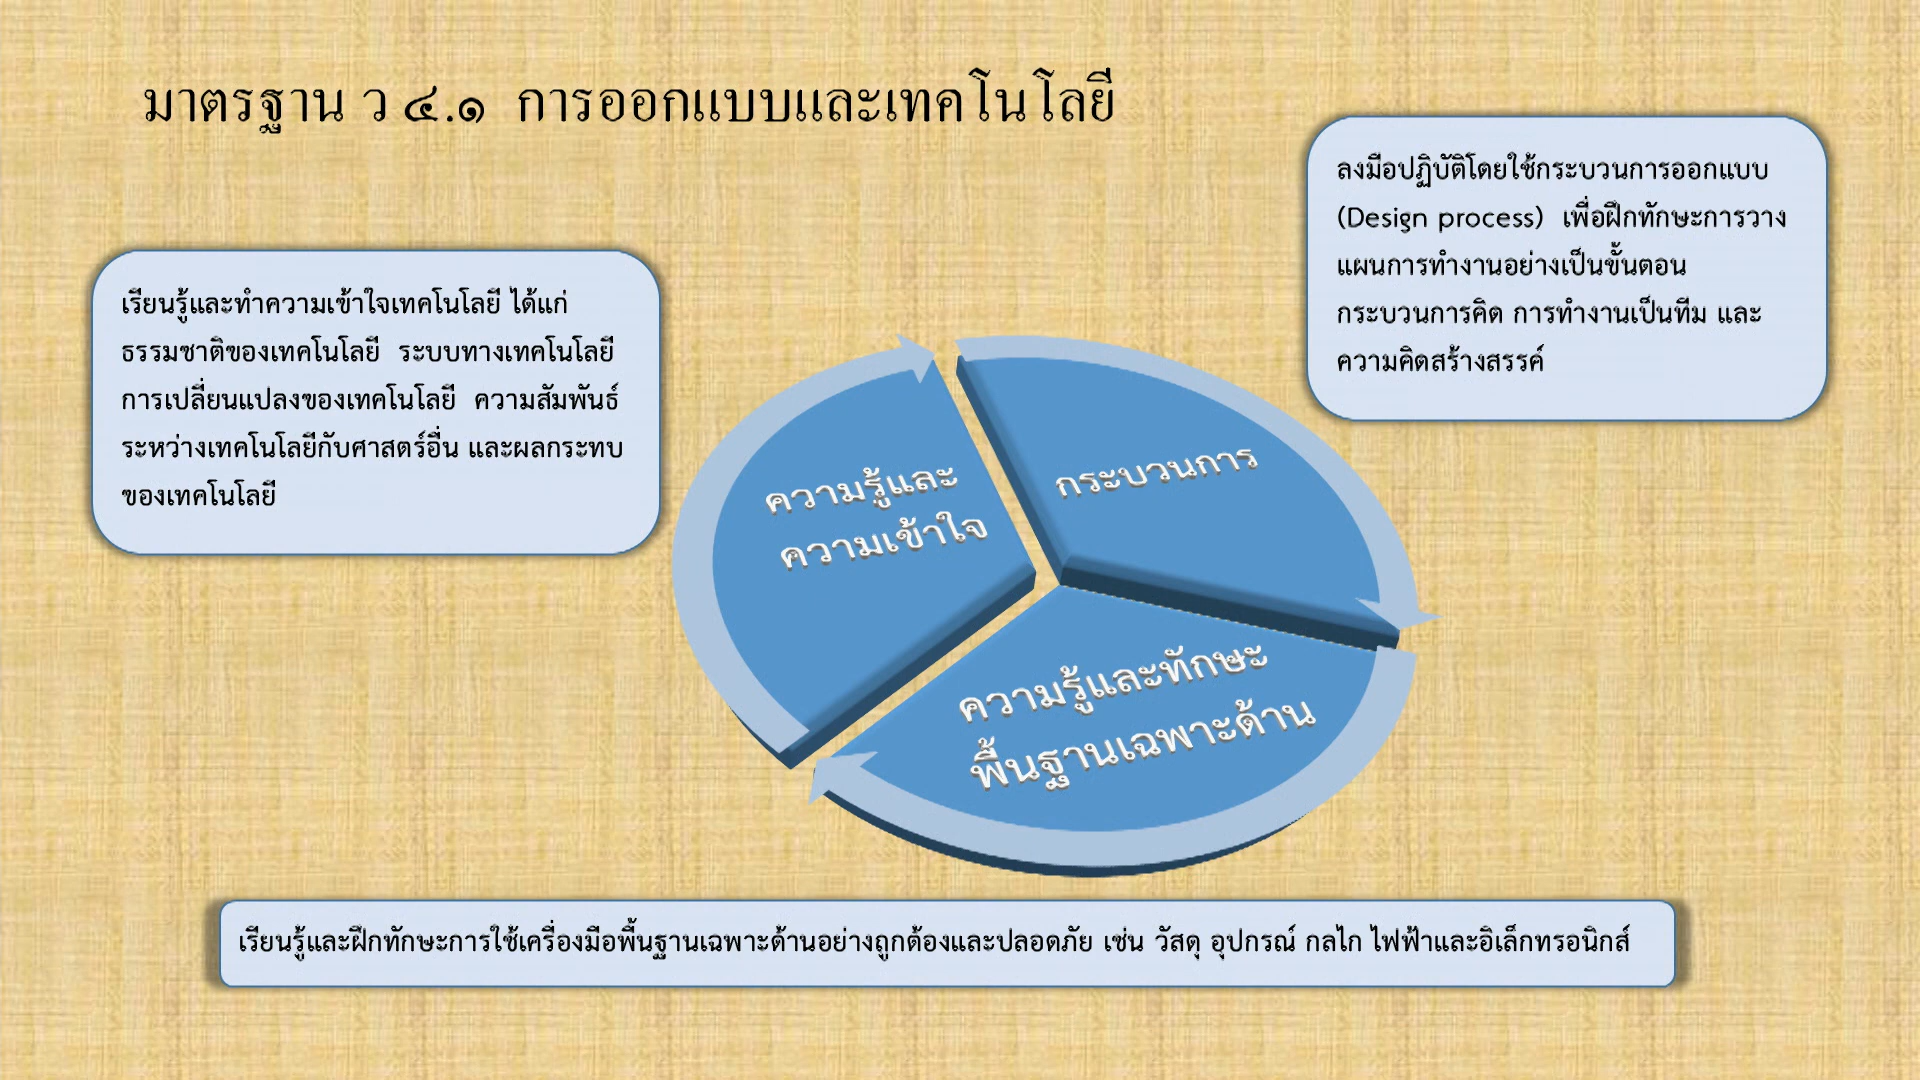 มาตรฐาน ว ๔.๑ การออกแบบและเทคโนโลยี
ลงมือปฏิบัติโดยใช้กระบวนการออกแบบ
(Design process) เพื่อฝึกทักษะการวาง
แผนการทำงานอย่างเป็นขั้นตอน
กระบวนการคิด การทำงานเป็นทีม และ
ความคิดสร้างสรรค์
เรียนรู้และทำความเข้าใจเทคโนโลยี ได้แก่
ธรรมชาติของเทคโนโลยี ระบบทางเทคโนโลยี
การเปลี่ยนแปลงของเทคโนโลยี ความสัมพันธ์
ระหว่างเทคโนโลยีกับศาสตร์อื่น และผลกระทบ
ของเทคโนโลยี
ความรู้และ
ความเข้าใจ
กระบวนการ
ความรู้และทักษะ
พื้นฐานเฉพาะด้าน
เรียนรู้และฝึกทักษะการใช้เครื่องมือพื้นฐานเฉพาะด้านอย่างถูกต้องและปลอดภัย เช่น วัสดุ อุปกรณ์ กลไก ไฟฟ้าและอิเล็กทรอนิกส์